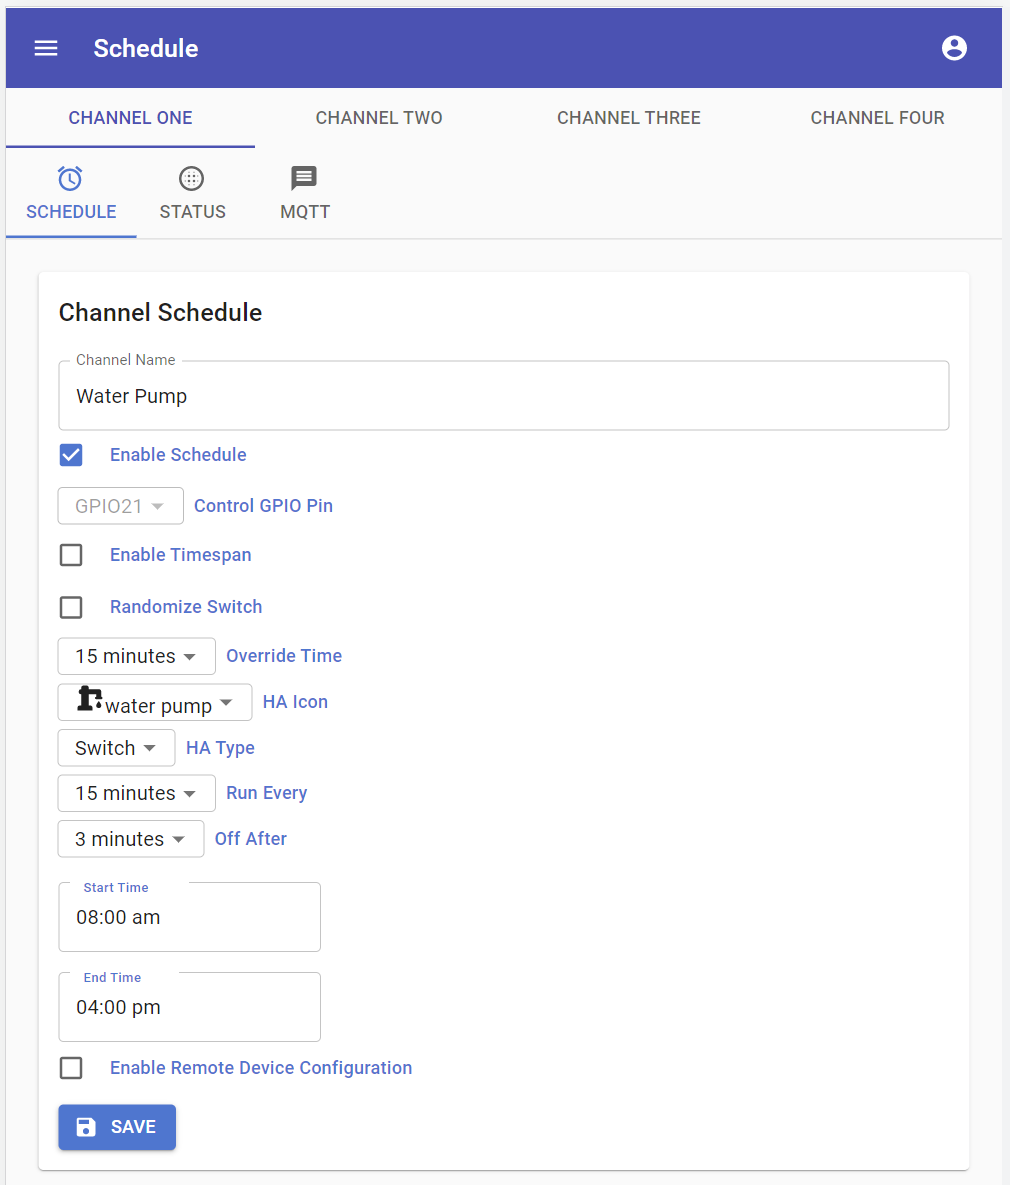 Schedule
CHANNEL ONE CHANNEL TWO CHANNEL THREE CHANNEL FOUR
SCHEDULE STATUS MQTT
Channel Schedule
Channel Name
Water Pump
Enable Schedule
GPIO21 Control GPIO Pin
Enable Timespan
Randomize Switch
15 minutes Override Time
water pump HA Icon
Switch HA Type
15 minutes Run Every
3 minutes Off After
Start Time
08:00 am
End Time
04:00 pm
Enable Remote Device Configuration
SAVE